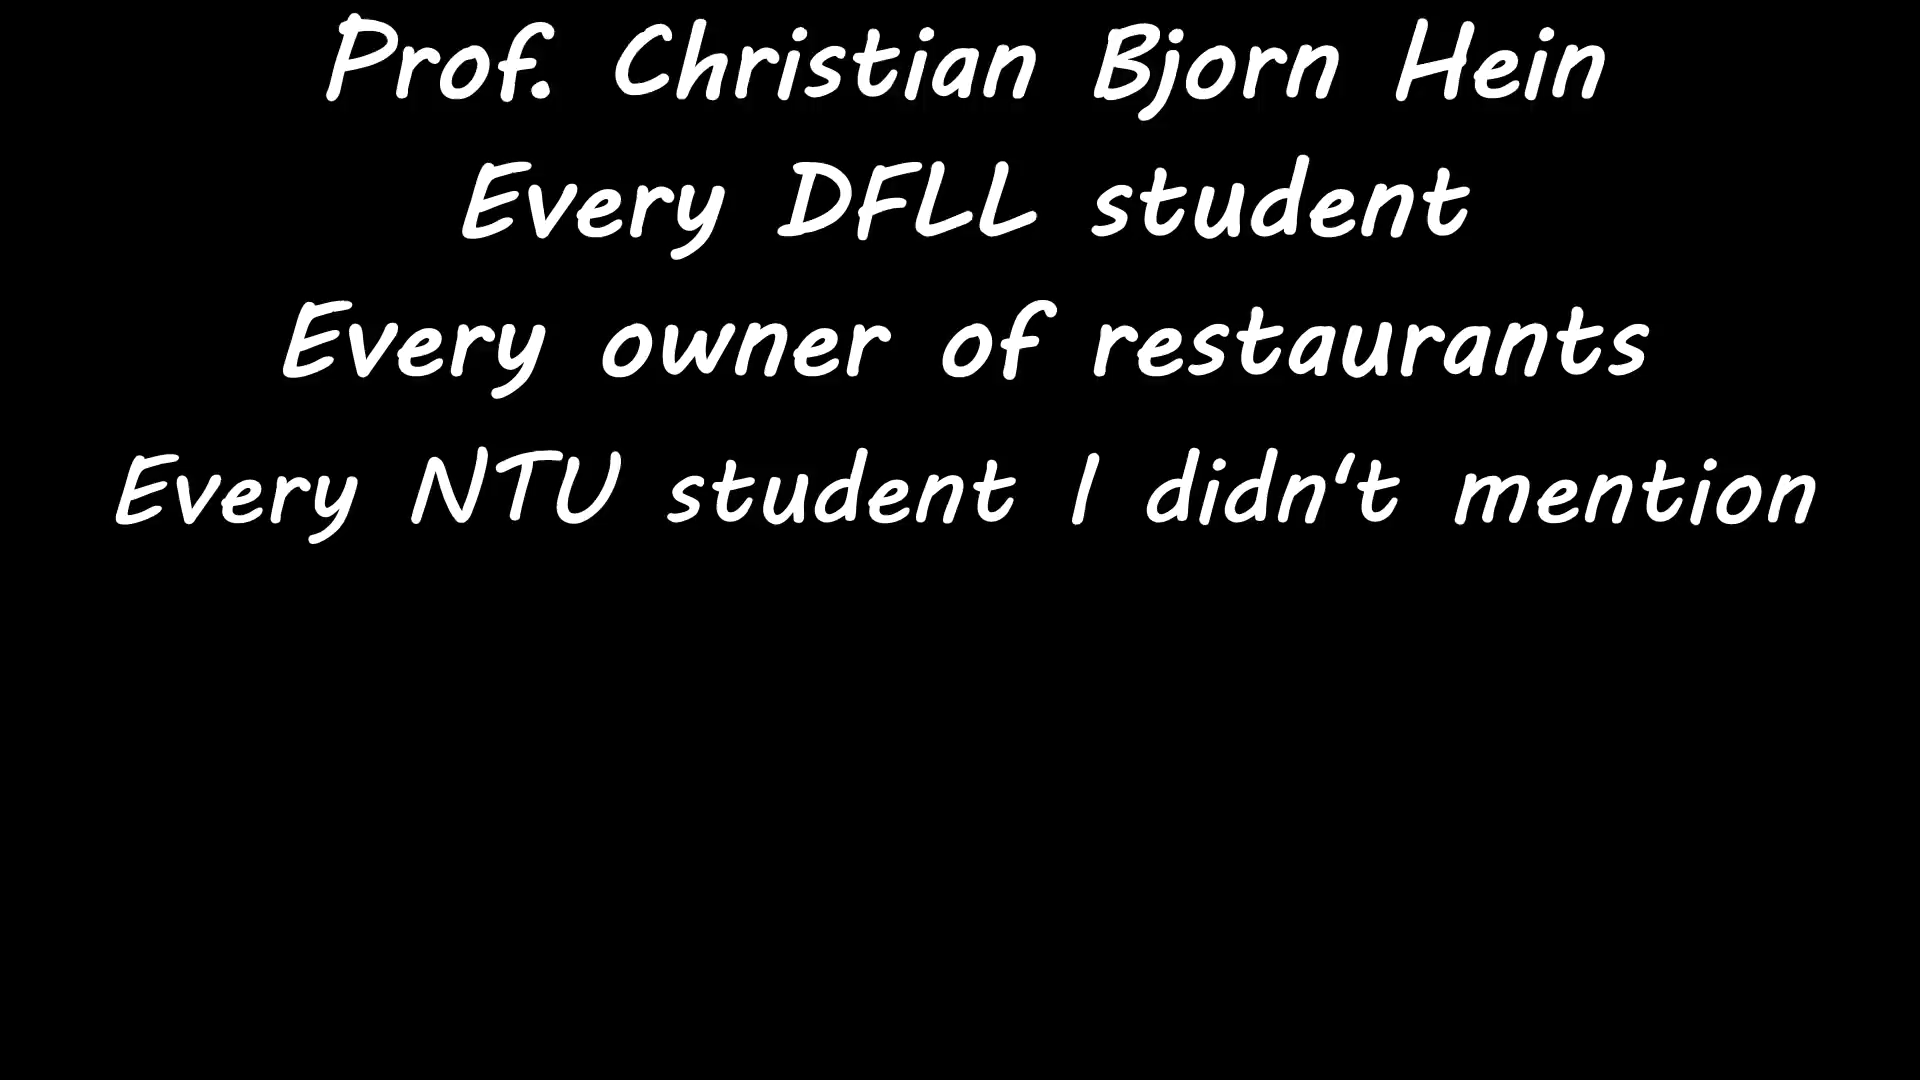 Prof. Christian Bjorn Hein
Every DFLL student
Every owner of restaurants
Every NTU student I didn't mention